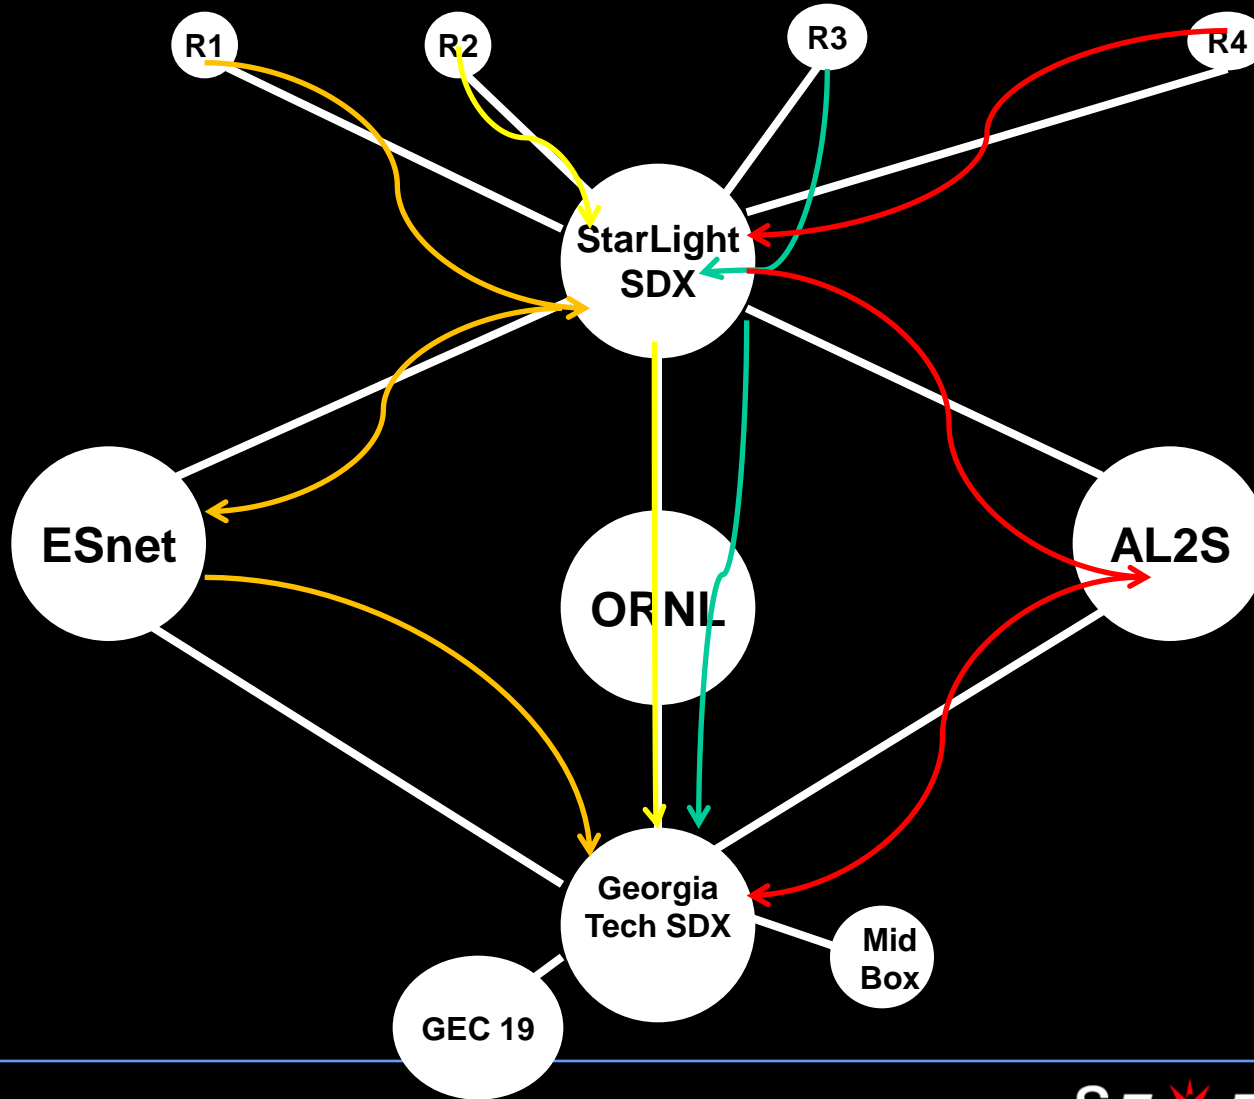 R1
R2
R3
R4
StarLight
SDX
ESnet
ORNL
AL2S
Georgia
Tech SDX
Mid
Box
GEC 19